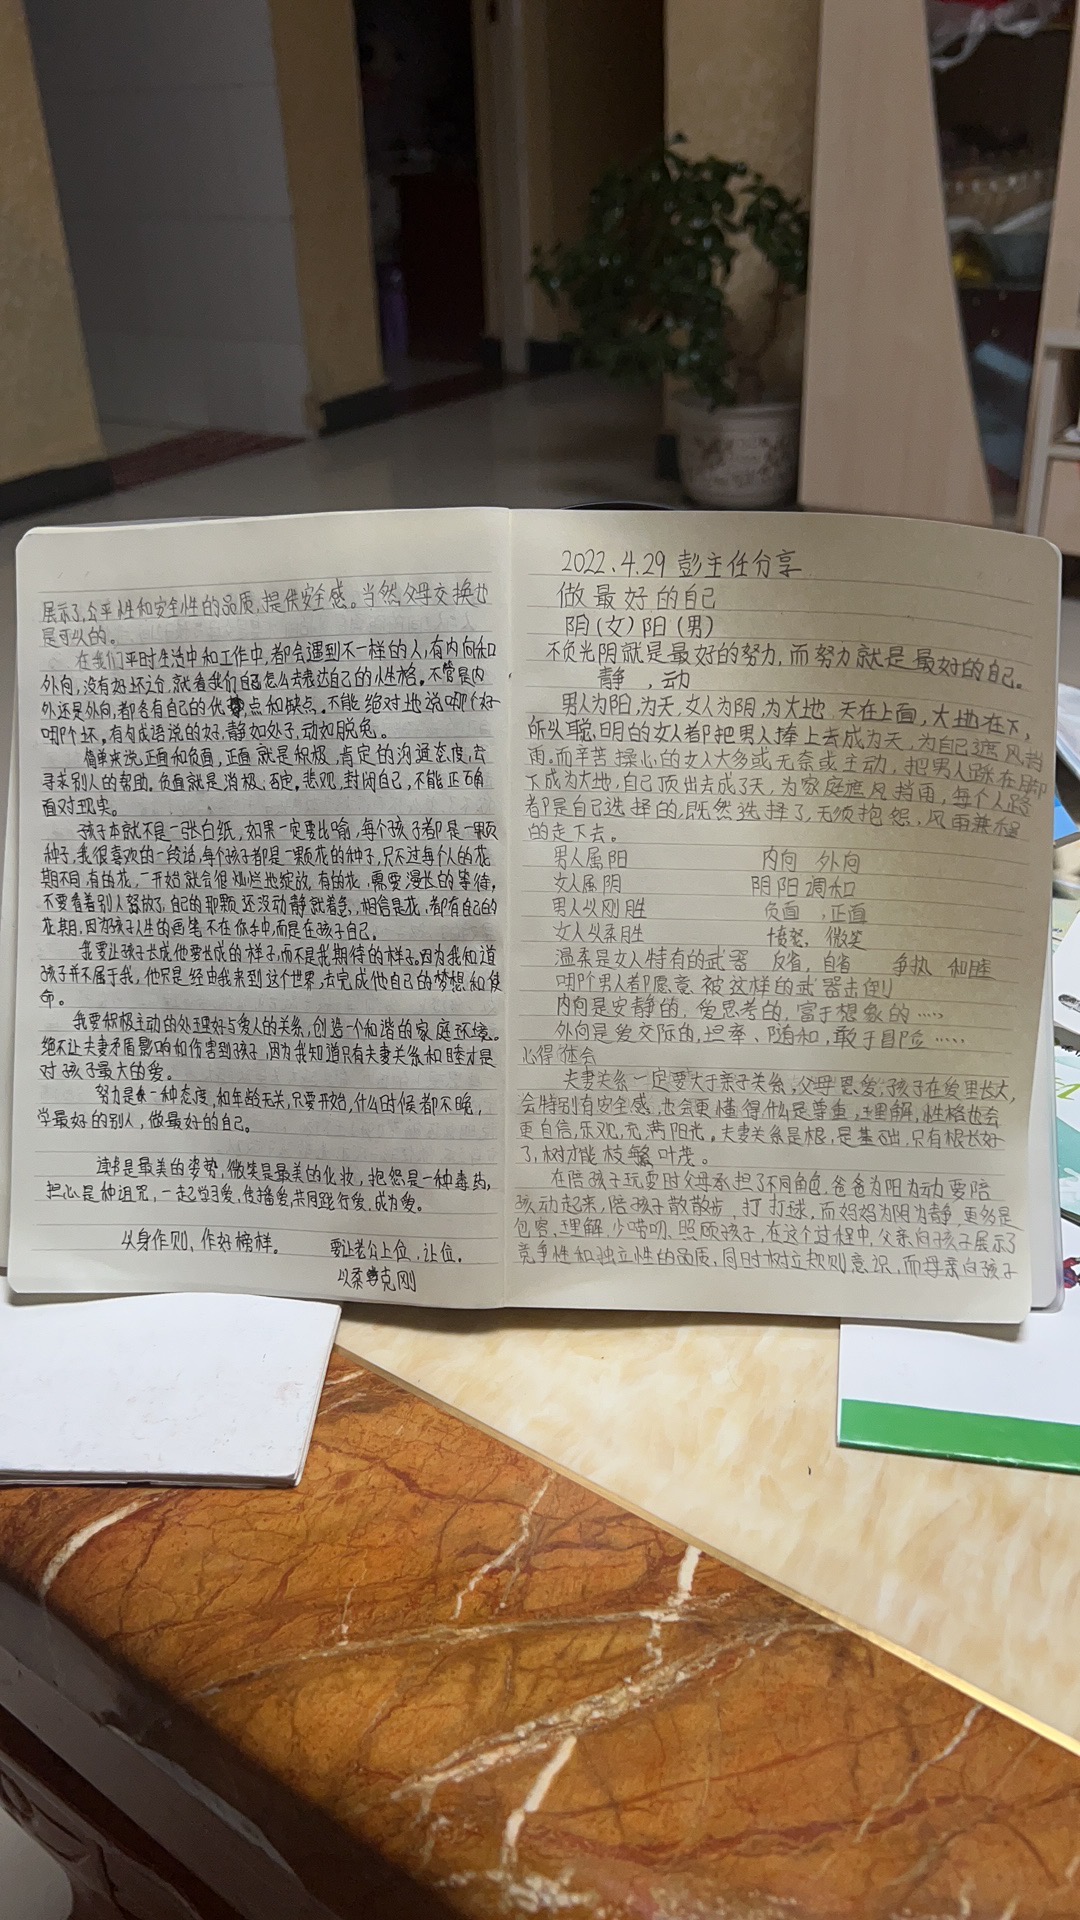 展示了公平性和安全性的品质,提供安全感。当然,父母交换也
是可以的。
在我们平时生活中和工作中,都会遇到不一样的人,有内向和
外向,没有好坏之分,就看我们自己怎么去表达自己的性格。不管是内
外还是外向,都各有自己的优点和缺点。不能绝对地说哪个好
哪个坏,有句成语说的好,静如处子,动如脱兔。
简单来说,正面和负面,正面就是积极,肯定的沟通态度,去
寻求别人的帮助。负面就是消极,否定,悲观,封闭自己,不能正确
面对现实。
孩子本就不是一张白纸,如果一定要比喻,每个孩子都是一颗
种子,我很喜欢的一段话,每个孩子都是一颗花的种子,只不过每个人的花
期不同,有的花,一开始就会很灿烂地绽放,有的花,需要漫长的等待,
不要看着别人怒放了,自己的那颗还没动静就着急,相信是花,都有自己的
花期,因为孩子人生的画笔不在你手中,而是在孩子自己。
我要让孩子长成他要长成的样子,而不是我期待的样子。因为我知道
孩子并不属于我,他只是经由我来到这个世界,去完成他自己的梦想和使
命。
我要积极主动的处理好与爱人的关系,创造一个和谐的家庭环境。
绝不让夫妻矛盾影响和伤害到孩子,因为我知道只有夫妻关系和睦才是
对孩子最大的爱。
努力是一种态度,和年龄无关,只要开始,什么时候都不晚,
学最好的别人,做最好的自己。
读书是最美的姿势,微笑是最美的化妆,抱怨是一种毒药,
担心是种诅咒,一起学习爱,传播爱,共同践行爱,成为爱。
以身作则,作好榜样。 要让老公上位,让位。
以柔克刚
2022.4.29 彭主任分享
做最好的自己
阴(女)阳(男)
不负光阴就是最好的努力,而努力就是最好的自己。
静,动
男人为阳,为天,女人为阴,为大地 天在上面,大地在下,
所以聪明的女人都把男人捧上去成为天,为自己遮风挡
雨。而辛苦操心的女人大多或无奈或主动,把男人踩在脚
下成为大地,自己顶出去成了天,为家庭遮风挡雨,每个人路
都是自己选择的,既然选择了,无须抱怨,风雨兼程
的走下去。
男人属阳 内向 外向
女人属阴 阴阳调和
男人以刚胜 负面,正面
女人以柔胜 愤怒,微笑
温柔是女人特有的武器 反省,自省 争执 和睦
哪个男人都愿意被这样的武器击倒
内向是安静的,爱思考的,富于想象的……
外向是爱交际的,坦率、随和,敢于冒险……
心得体会
夫妻关系一定要大于亲子关系,父母恩爱,孩子在爱里长大,
会特别有安全感,也会更懂得什么是尊重,理解,性格也会
更自信,乐观,充满阳光。夫妻关系是根,是基础,只有根长好
了,树才能枝繁叶茂。
在陪孩子玩耍时父母承担了不同角色,爸爸为阳为动要陪
孩动起来,陪孩子散散步,打打球,而妈妈为阴为静,更多是
包容,理解,少唠叨,照顾孩子,在这个过程中,父亲向孩子展示了
竞争性和独立性的品质,同时树立规则意识,而母亲向孩子